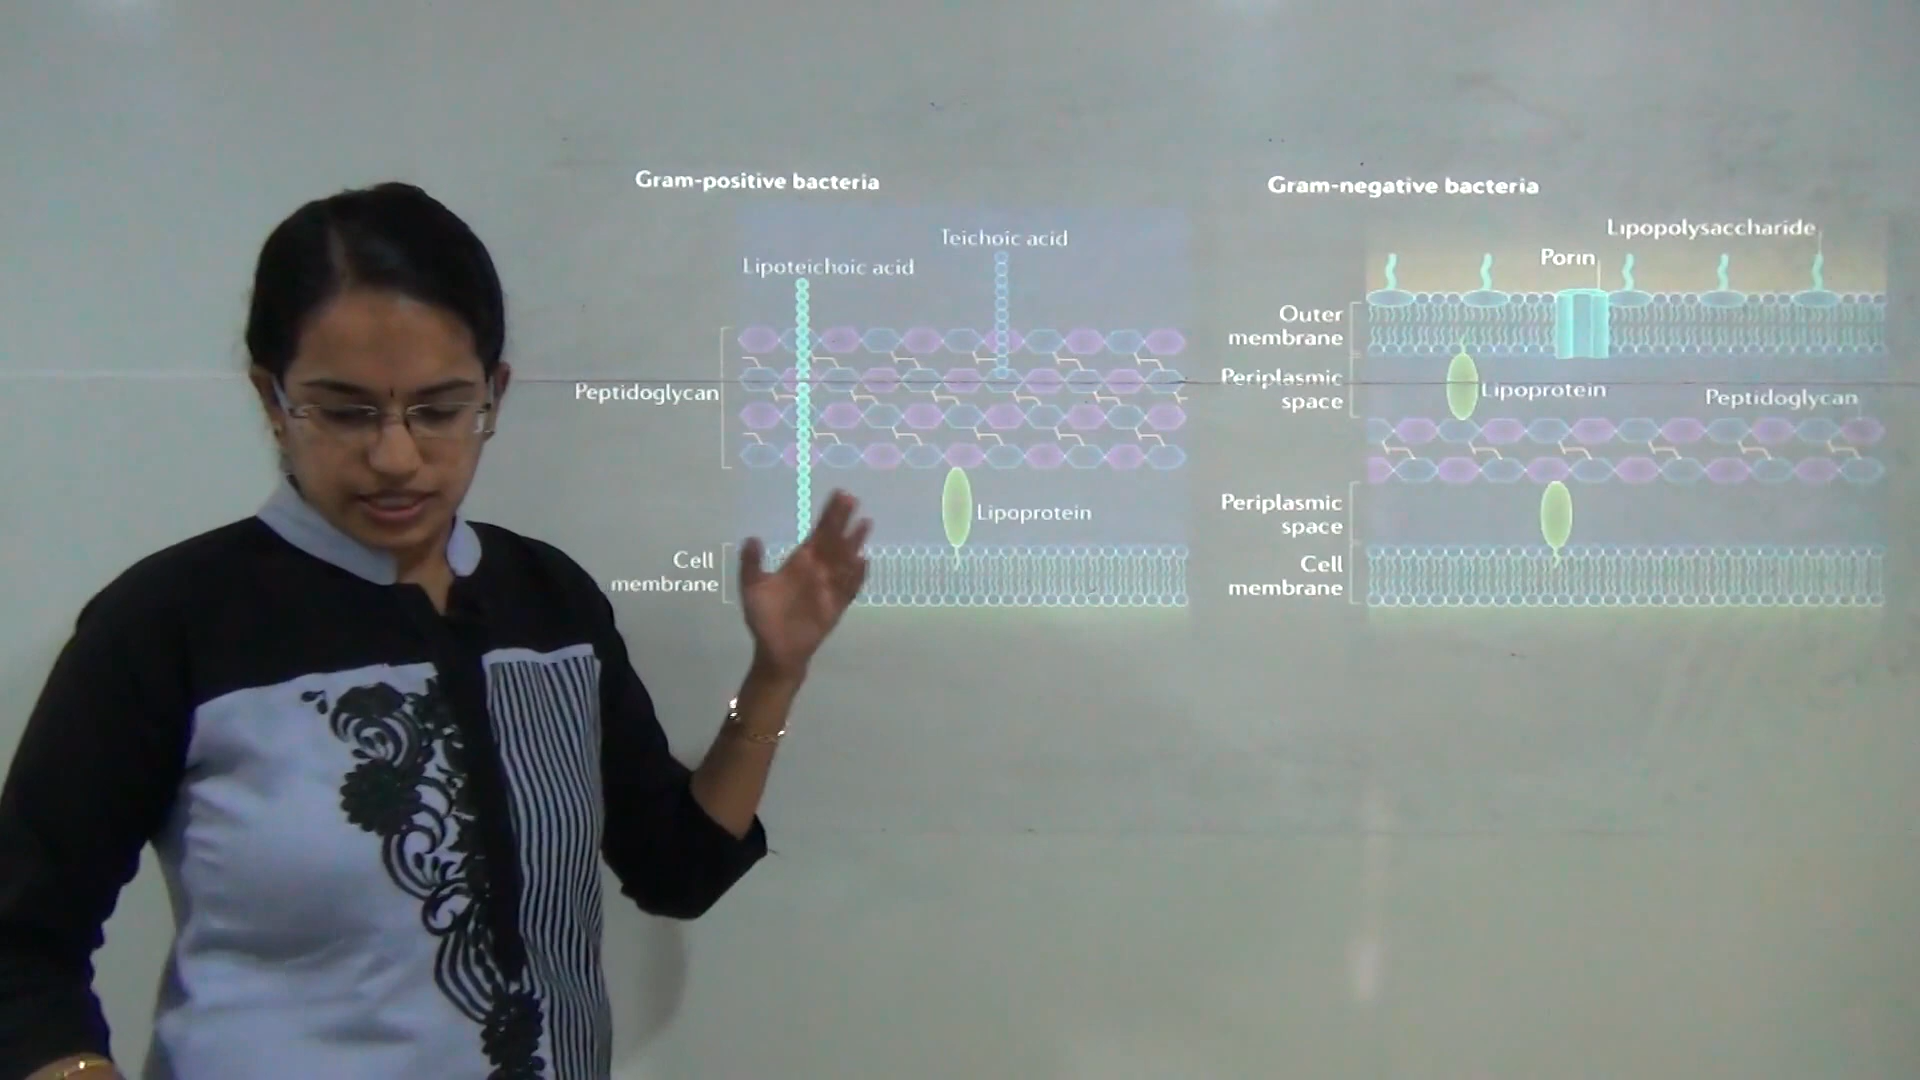 Gram-positive bacteria
Teichoic acid
Lipoteichoic acid
Peptidoglycan
Lipoprotein
Cell
membrane
Gram-negative bacteria
Lipopolysaccharide
Porin
Outer
membrane
Periplasmic
space
Lipoprotein
Peptidoglycan
Periplasmic
space
Cell
membrane